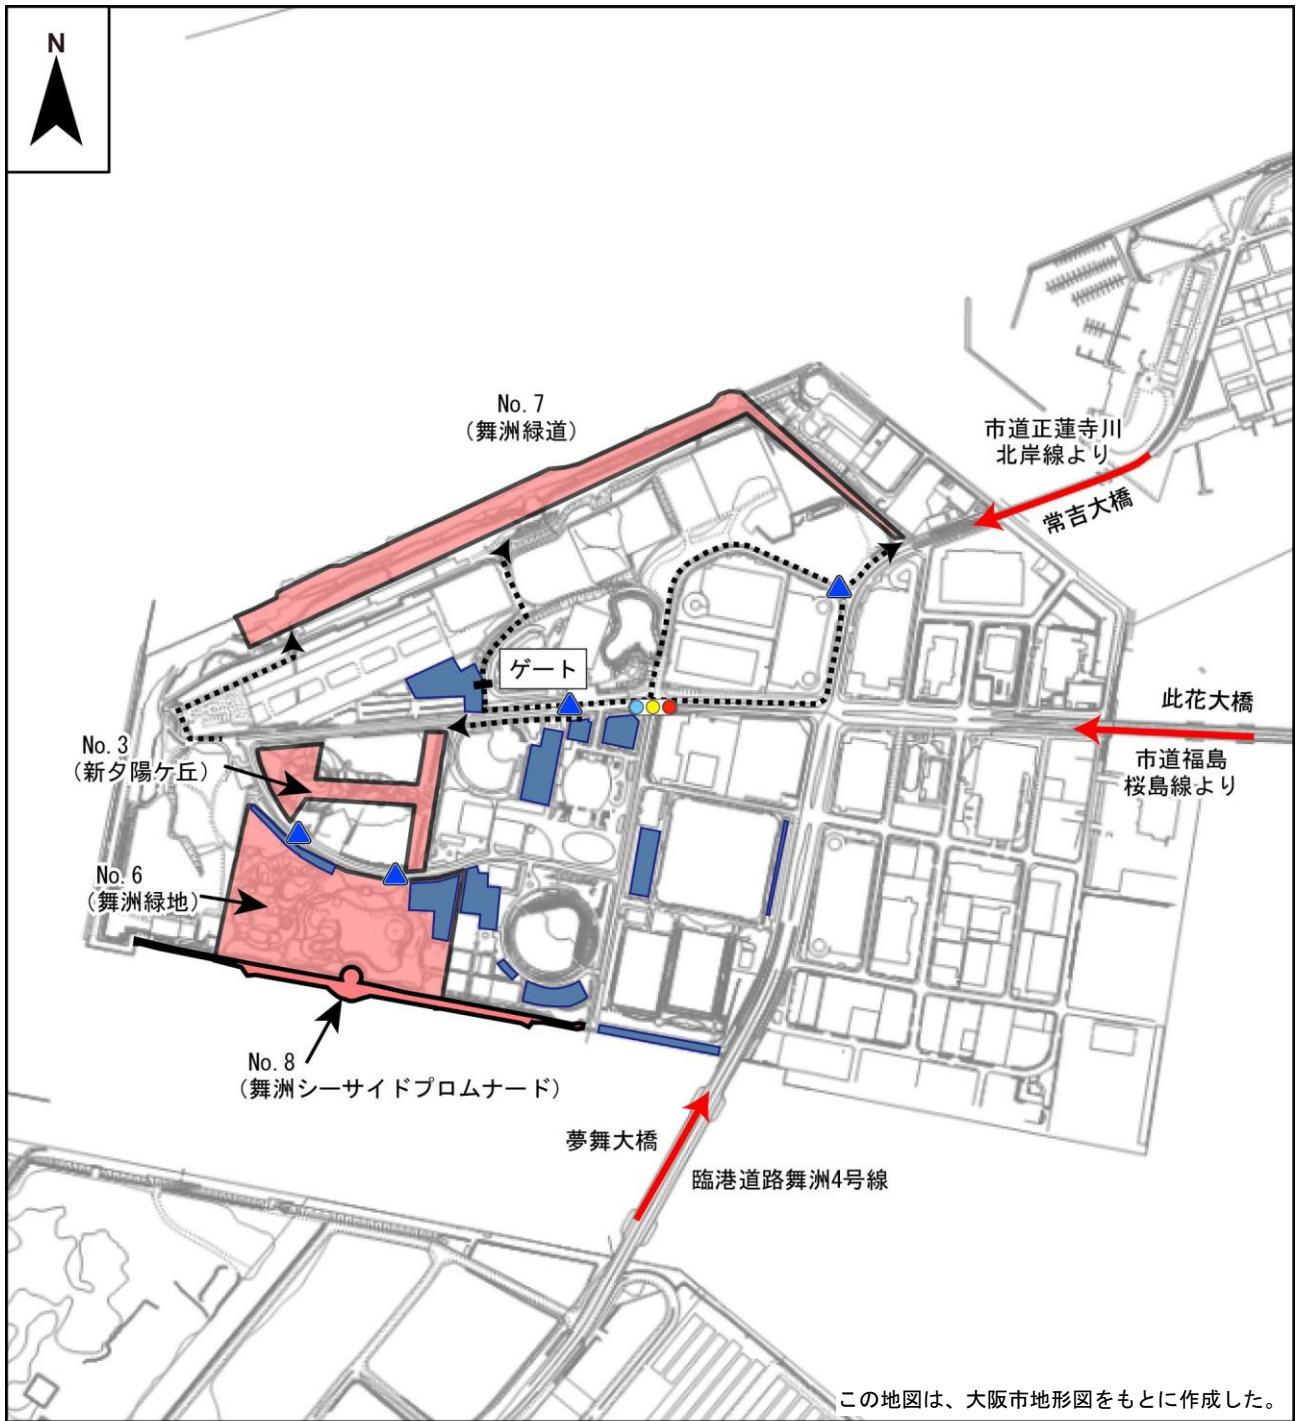 N
No. 7
（舞洲緑道）
市道正蓮寺川
北岸線より
常吉大橋
ゲート
此花大橋
市道福島
桜島線より
No. 3
（新夕陽ケ丘）
No. 6
（舞洲緑地）
No. 8
（舞洲シーサイドプロムナード）
夢舞大橋
臨港道路舞洲4号線
この地図は、大阪市地形図をもとに作成した。